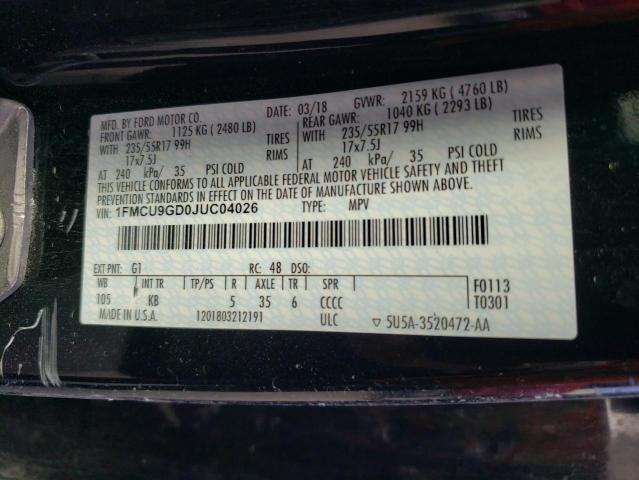 MFD. BY FORD MOTOR CO. DATE: 03/18 GVWR: 2159 KG ( 4760 LB)
FRONT GAWR: 1125 KG ( 2480 LB) REAR GAWR: 1040 KG ( 2293 LB)
WITH 235/55R17 99H TIRES WITH 235/55R17 99H TIRES
17x7.5J RIMS 17x7.5J RIMS
AT 240 kPa/ 35 PSI COLD AT 240 kPa/ 35 PSI COLD
THIS VEHICLE CONFORMS TO ALL APPLICABLE FEDERAL MOTOR VEHICLE SAFETY AND THEFT
PREVENTION STANDARDS IN EFFECT ON THE DATE OF MANUFACTURE SHOWN ABOVE.
VIN: 1FMCU9GD0JUC04026 TYPE: MPV
EXT PNT: G1 RC: 48 DSO:
WB INT TR TP/PS R AXLE TR SPR F0113
105 KB 5 35 6 CCCC T0301
MADE IN U.S.A. 1201803212191 ULC ▽ 5U5A-3520472-AA